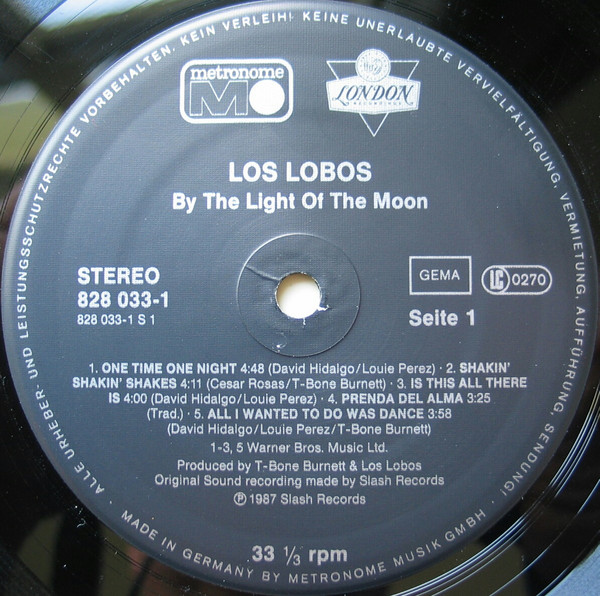 ALLE URHEBER- UND LEISTUNGSSCHUTZRECHTE VORBEHALTEN. KEIN VERLEIH! KEINE UNERLAUBTE VERVIELFÄLTIGUNG, VERMIETUNG, AUFFÜHRUNG, SENDUNG!
metronome
M
LONDON
RECORDINGS
LOS LOBOS
By The Light Of The Moon
STEREO
828 033-1
828 033-1 S 1
GEMA
LC 0270
Seite 1
1. ONE TIME ONE NIGHT 4:48 (David Hidalgo/Louie Perez) · 2. SHAKIN'
SHAKIN' SHAKES 4:11 (Cesar Rosas/T-Bone Burnett) · 3. IS THIS ALL THERE
IS 4:00 (David Hidalgo/Louie Perez) · 4. PRENDA DEL ALMA 3:25
(Trad.) · 5. ALL I WANTED TO DO WAS DANCE 3:58
(David Hidalgo/Louie Perez/T-Bone Burnett)
1-3, 5 Warner Bros. Music Ltd.
Produced by T-Bone Burnett & Los Lobos
Original Sound recording made by Slash Records
℗ 1987 Slash Records
33 ⅓ rpm
· MADE IN GERMANY BY METRONOME MUSIK GMBH ·